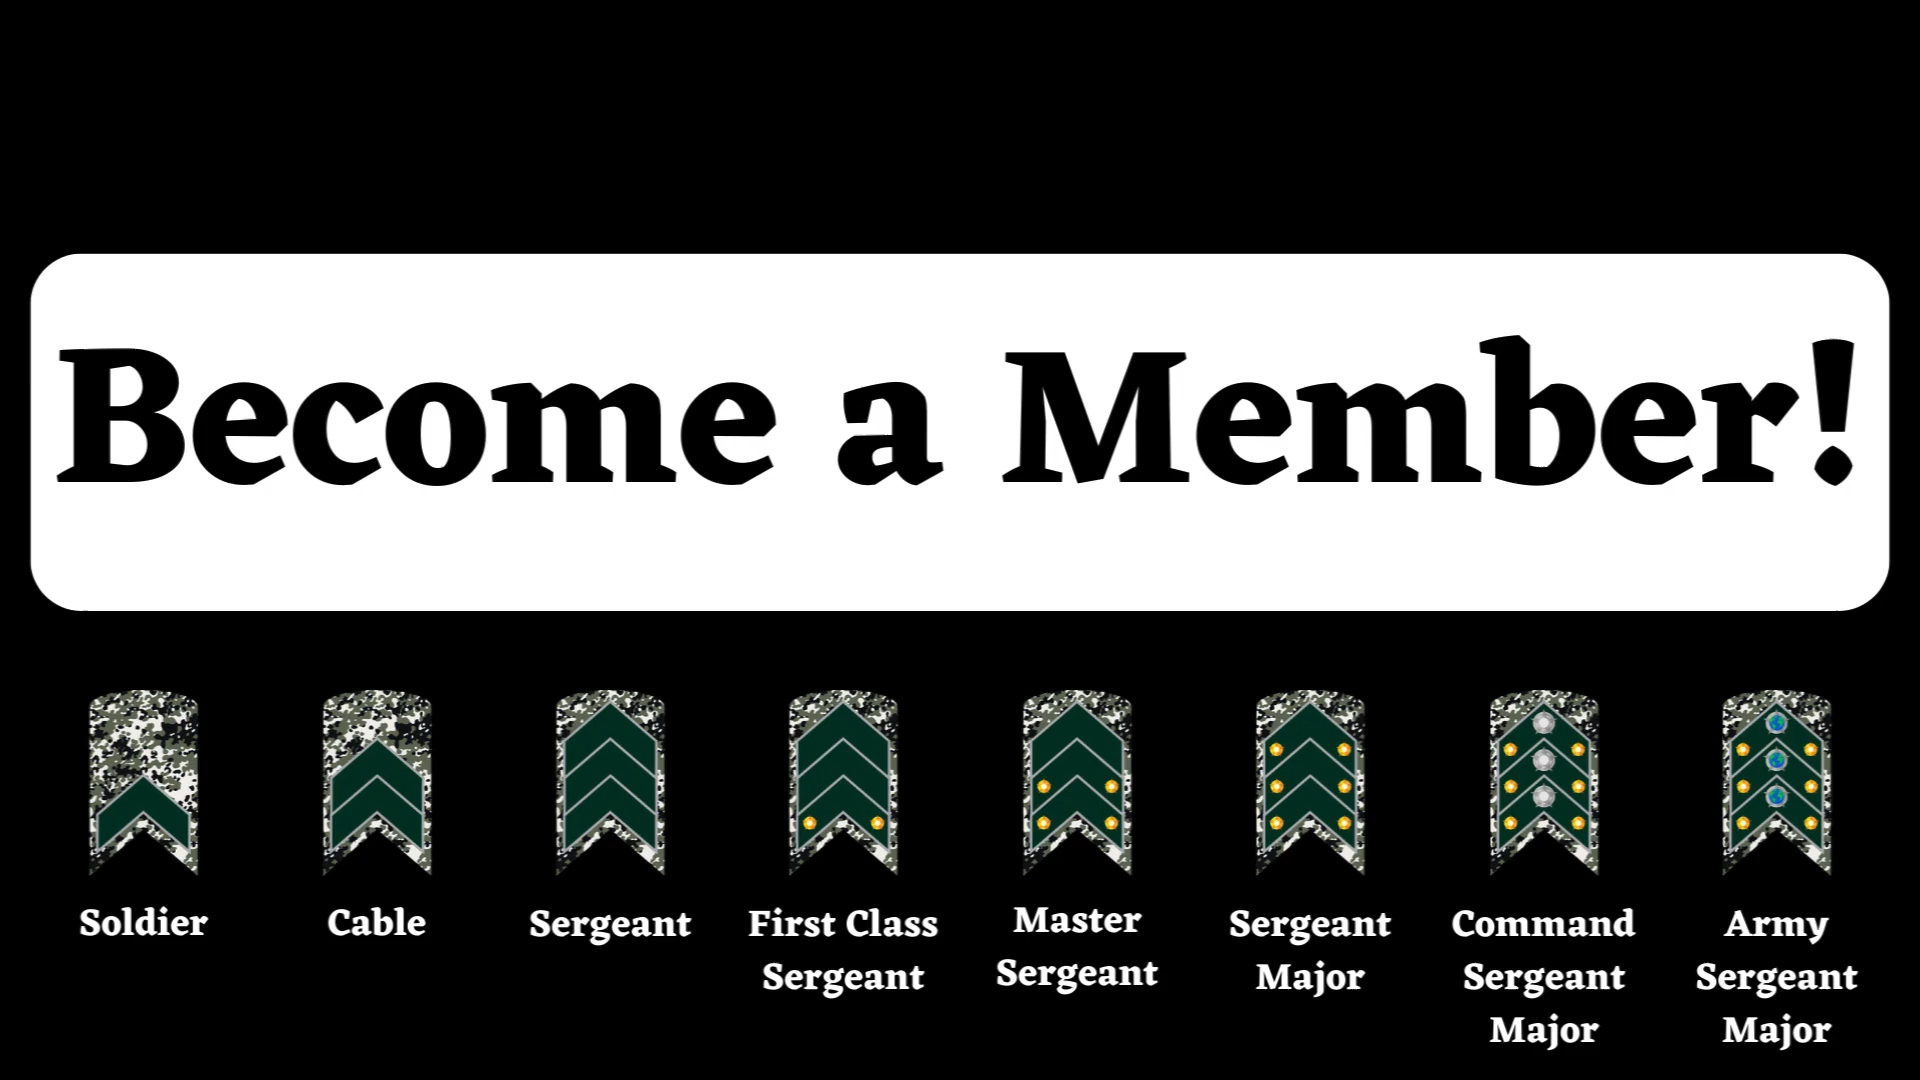 Become a Member!
Soldier
Cable
Sergeant
First Class
Sergeant
Master
Sergeant
Sergeant
Major
Command
Sergeant
Major
Army
Sergeant
Major